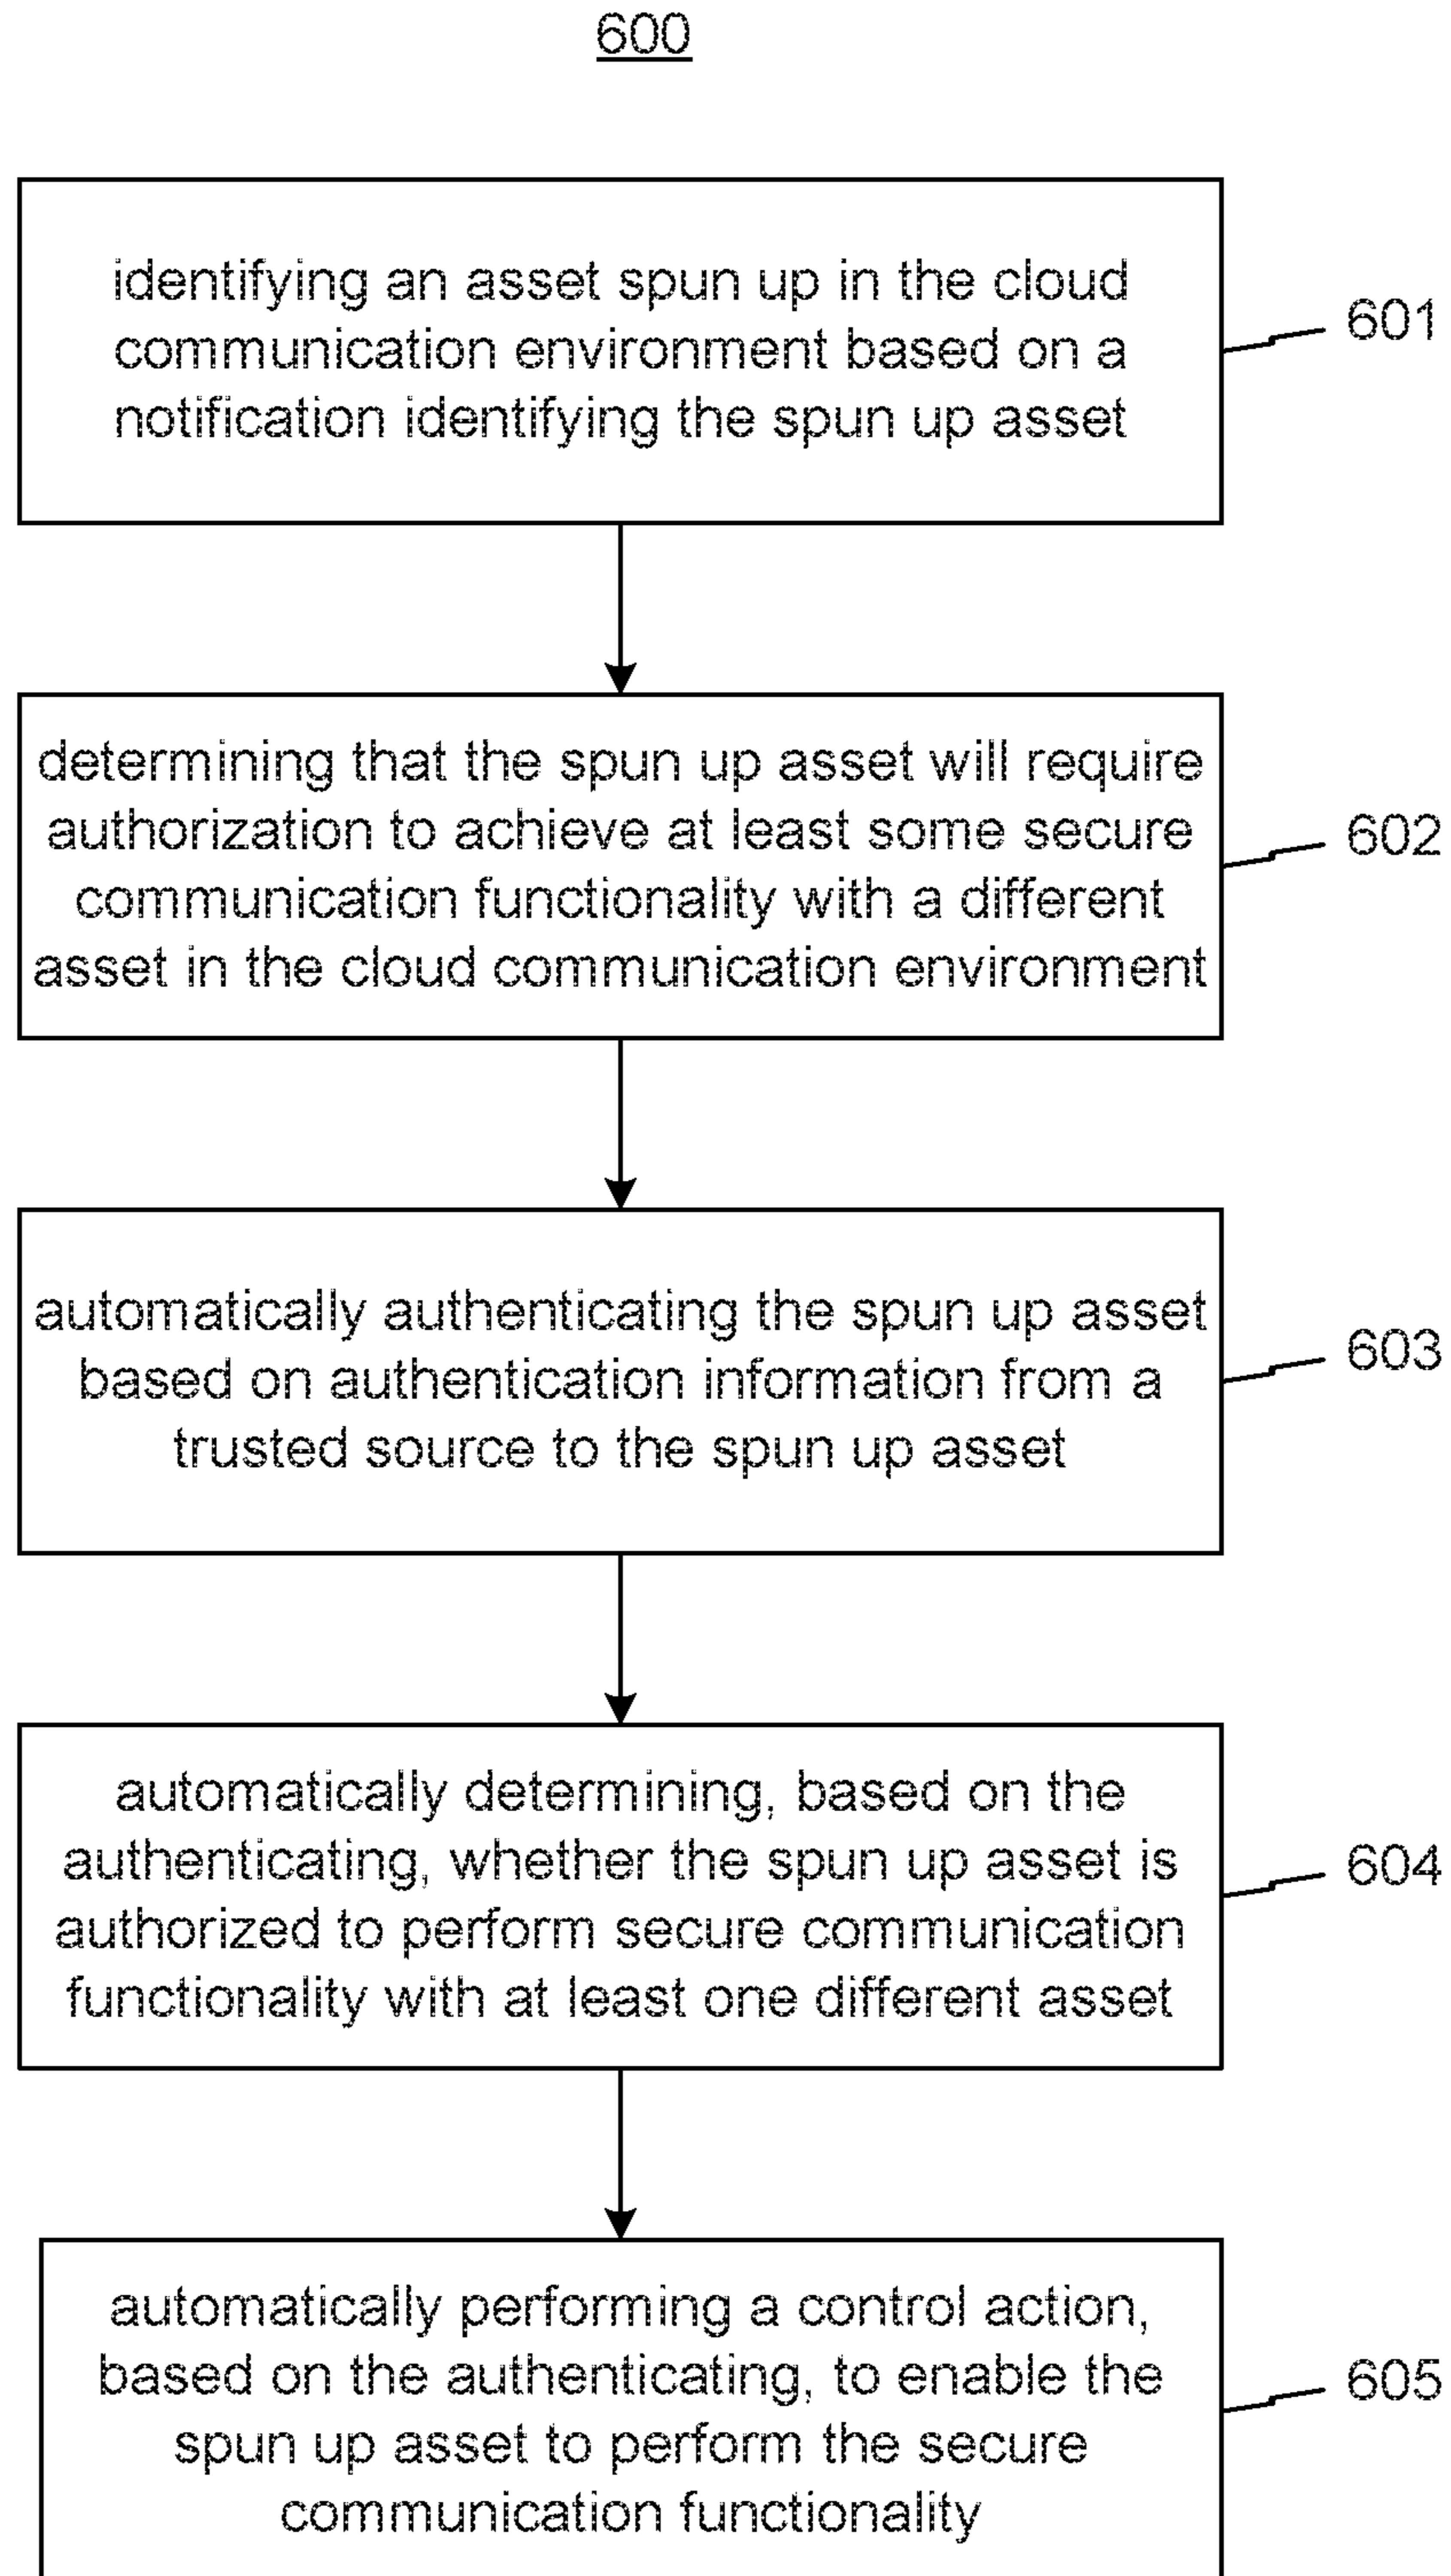 600
identifying an asset spun up in the cloud
communication environment based on a
notification identifying the spun up asset
601
determining that the spun up asset will require
authorization to achieve at least some secure
communication functionality with a different
asset in the cloud communication environment
602
automatically authenticating the spun up asset
based on authentication information from a
trusted source to the spun up asset
603
automatically determining, based on the
authenticating, whether the spun up asset is
authorized to perform secure communication
functionality with at least one different asset
604
automatically performing a control action,
based on the authenticating, to enable the
spun up asset to perform the secure
communication functionality
605